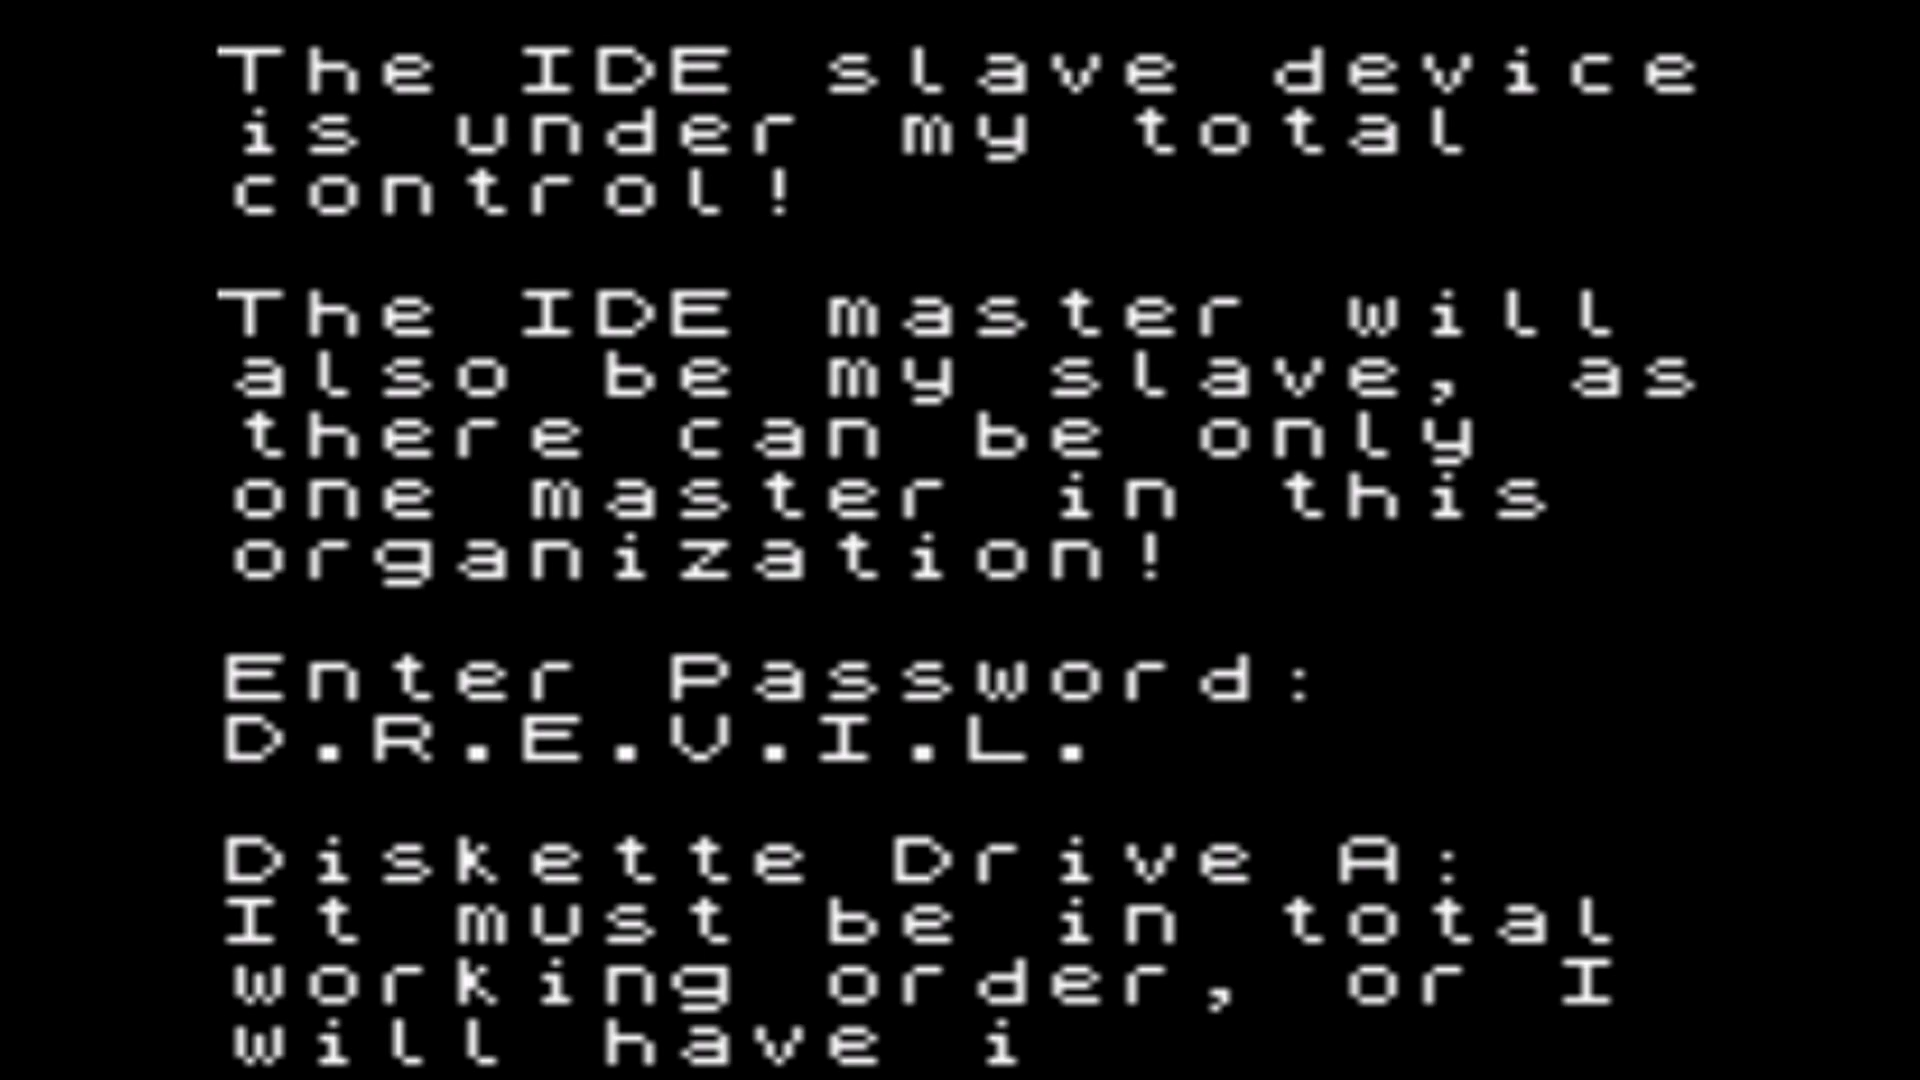 The IDE slave device
is under my total
control!
The IDE master will
also be my slave, as
there can be only
one master in this
organization!
Enter Password:
D.R.E.V.I.L.
Diskette Drive A:
It must be in total
working order, or I
will have i